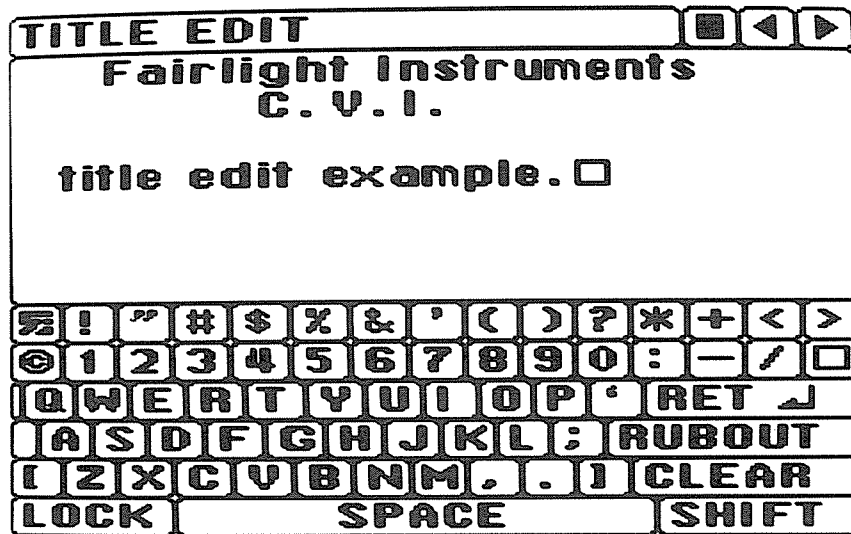 TITLE EDIT
Fairlight Instruments
C.V.I.
title edit example.
! " # $ % & ' ( ) ? * + < >
© 1 2 3 4 5 6 7 8 9 0 : — /
Q W E R T Y U I O P ‘ RET
A S D F G H J K L ; RUBOUT
[ Z X C V B N M , . ] CLEAR
LOCK SPACE SHIFT